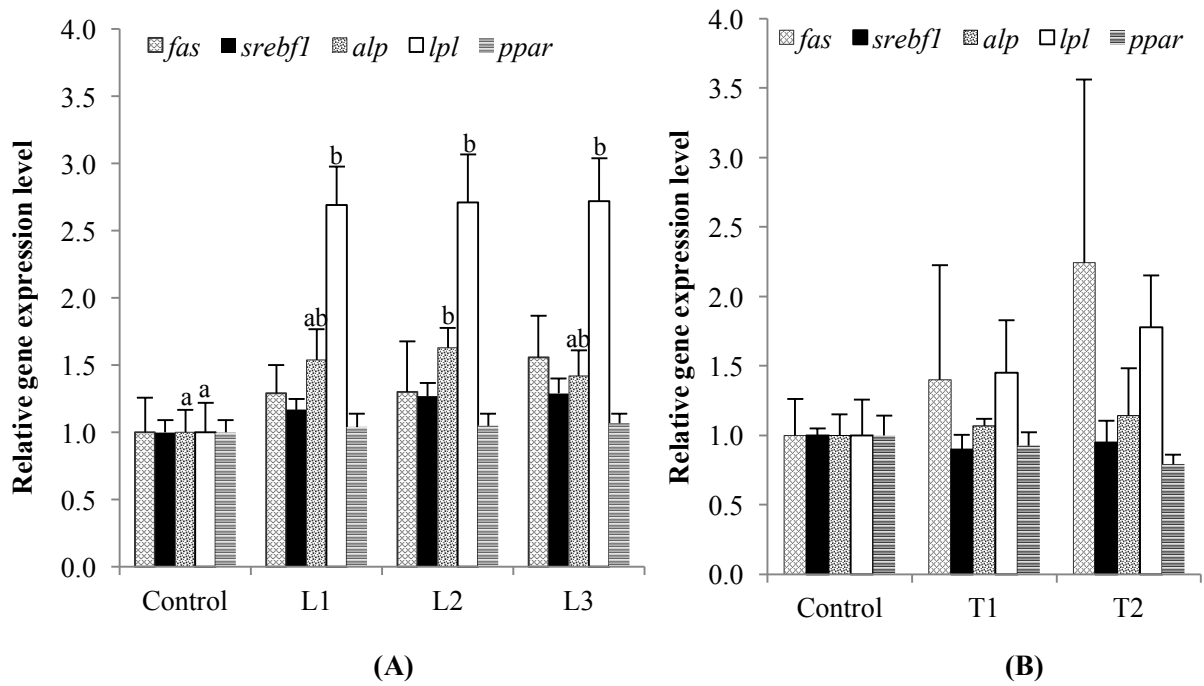 4.0
fas srebf1 alp lpl ppar
3.5
3.0
2.5
2.0
1.5
1.0
0.5
0.0
Relative gene expression level
a a
ab b
b b
ab b
Control L1 L2 L3
(A)
4.0
fas srebf1 alp lpl ppar
3.5
3.0
2.5
2.0
1.5
1.0
0.5
0.0
Relative gene expression level
Control T1 T2
(B)